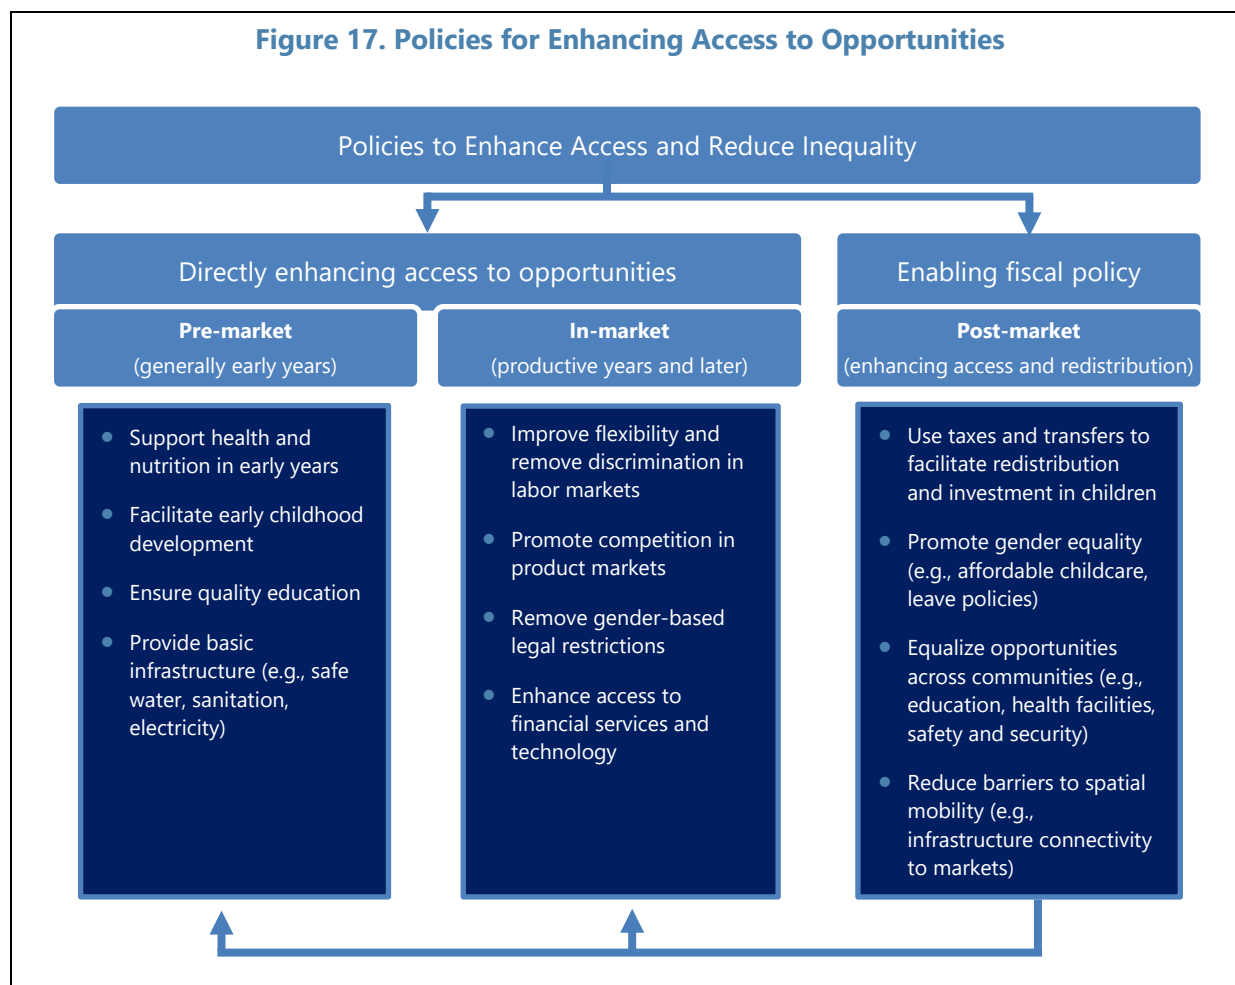 Figure 17. Policies for Enhancing Access to Opportunities
Policies to Enhance Access and Reduce Inequality
Directly enhancing access to opportunities
Enabling fiscal policy
Pre-market
(generally early years)
In-market
(productive years and later)
Post-market
(enhancing access and redistribution)
• Support health and
nutrition in early years
• Facilitate early childhood
development
• Ensure quality education
• Provide basic
infrastructure (e.g., safe
water, sanitation,
electricity)
• Improve flexibility and
remove discrimination in
labor markets
• Promote competition in
product markets
• Remove gender-based
legal restrictions
• Enhance access to
financial services and
technology
• Use taxes and transfers to
facilitate redistribution
and investment in children
• Promote gender equality
(e.g., affordable childcare,
leave policies)
• Equalize opportunities
across communities (e.g.,
education, health facilities,
safety and security)
• Reduce barriers to spatial
mobility (e.g.,
infrastructure connectivity
to markets)